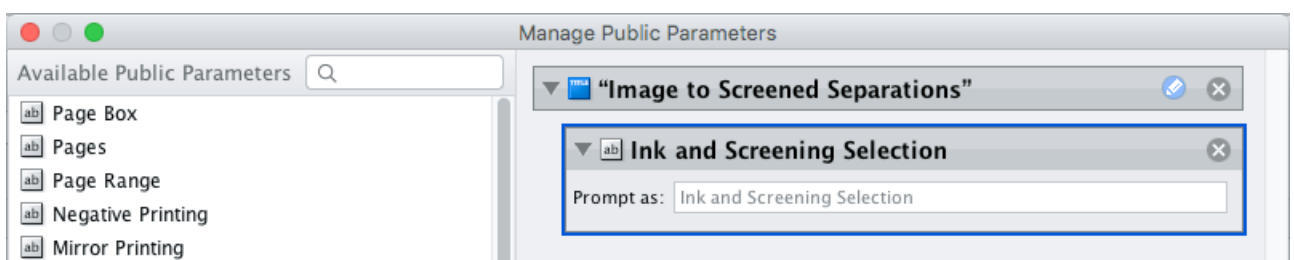 Manage Public Parameters
Available Public Parameters
Page Box
Pages
Page Range
Negative Printing
Mirror Printing
“Image to Screened Separations”
Ink and Screening Selection
Prompt as: Ink and Screening Selection